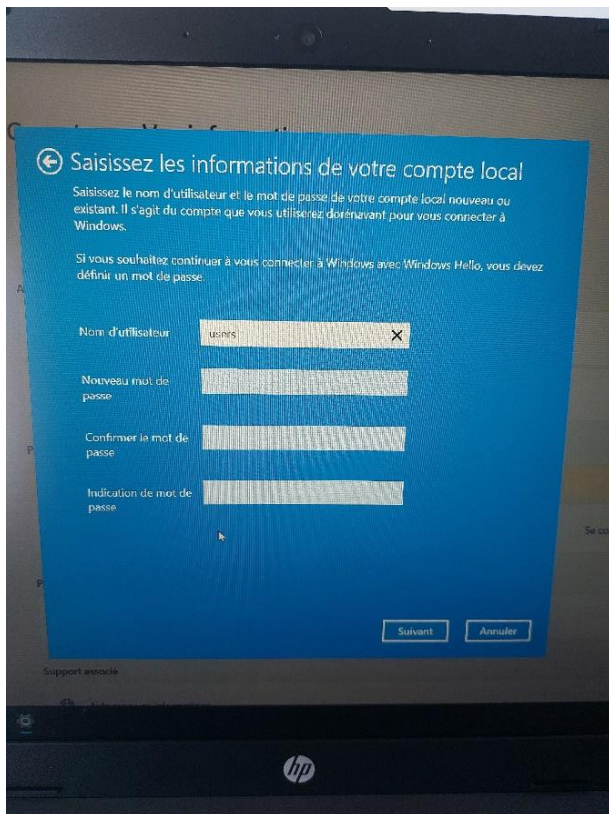 Saisissez les informations de votre compte local
Saisissez le nom d'utilisateur et le mot de passe de votre compte local nouveau ou
existant. Il s'agit du compte que vous utiliserez dorénavant pour vous connecter à
Windows.
Si vous souhaitez continuer à vous connecter à Windows avec Windows Hello, vous devez
définir un mot de passe.
Nom d'utilisateur
users
Nouveau mot de
passe
Confirmer le mot de
passe
Indication de mot de
passe
Se co
Suivant
Annuler
Support associé
hp